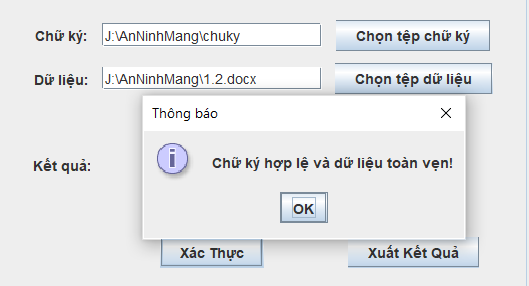 Chữ ký: J:\AnNinhMang\chuky Chọn tệp chữ ký
Dữ liệu: J:\AnNinhMang\1.2.docx Chọn tệp dữ liệu
Thông báo
Kết quả:
Chữ ký hợp lệ và dữ liệu toàn vẹn!
OK
Xác Thực Xuất Kết Quả